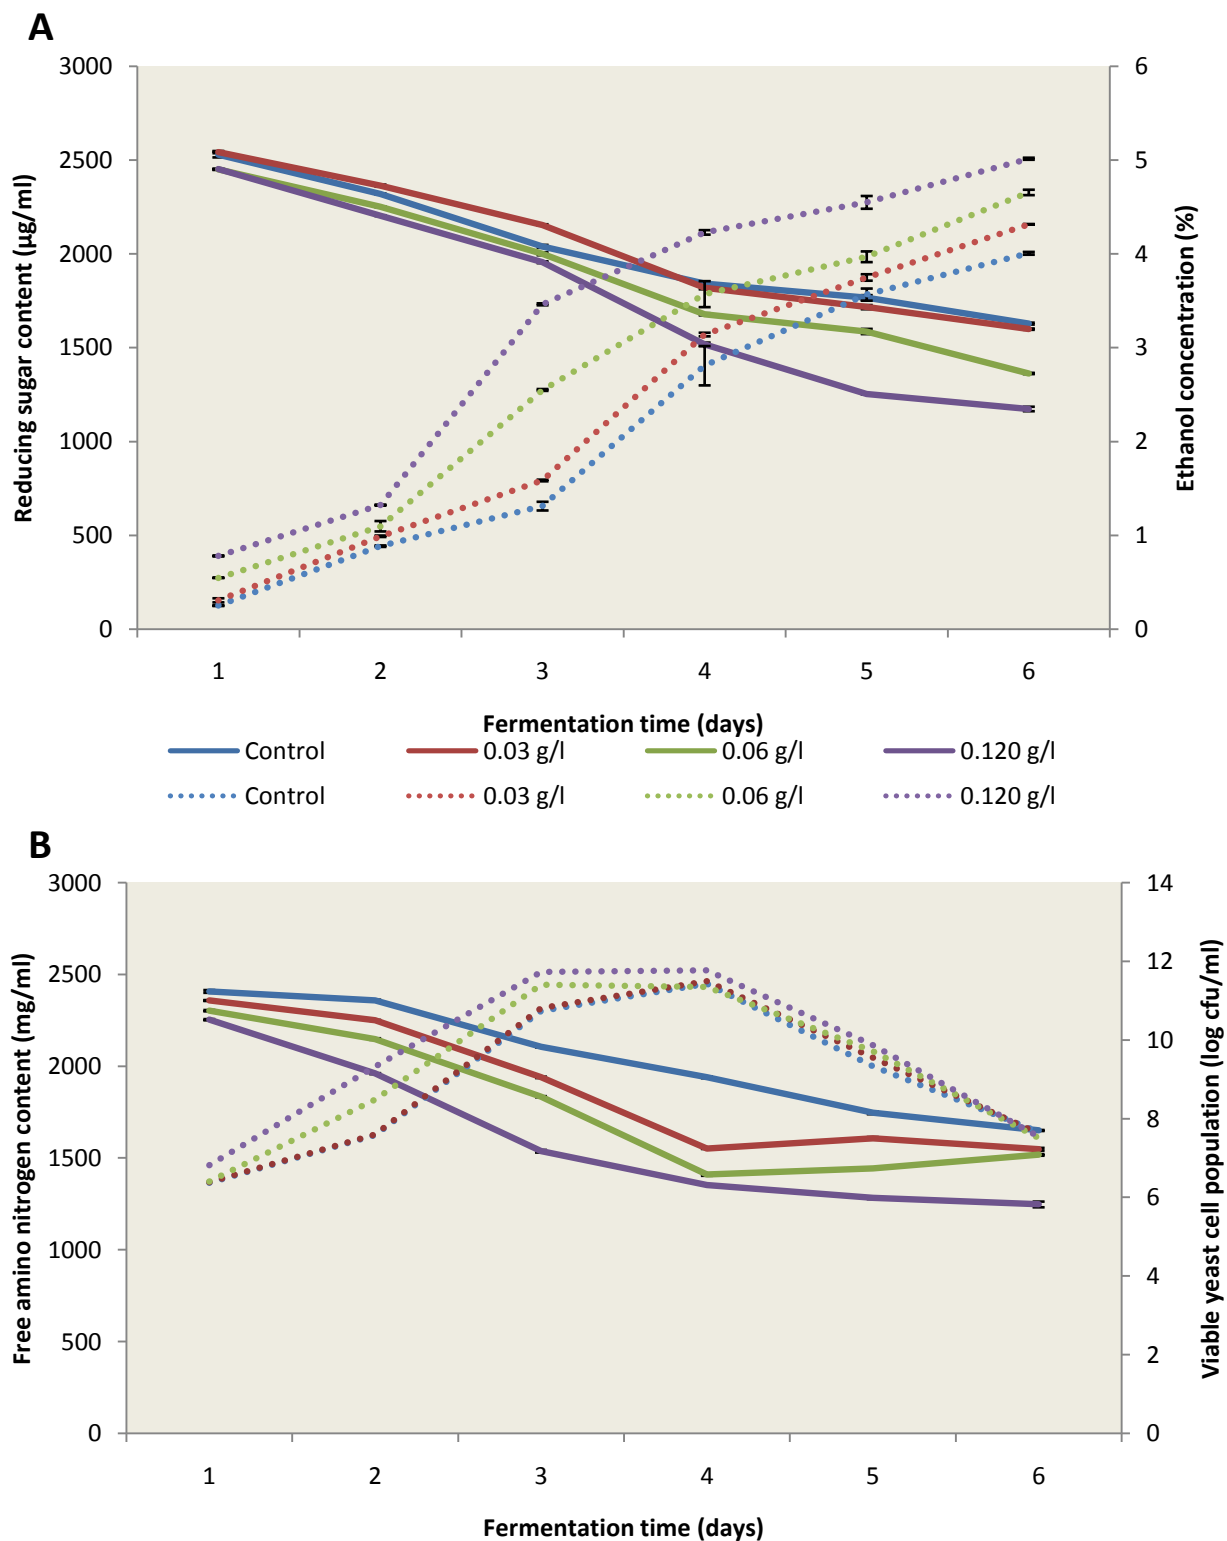 A
3000
2500
2000
1500
1000
500
0
Reducing sugar content (µg/ml)
6
5
4
3
2
1
0
Ethanol concentration (%)
1 2 3 4 5 6
Fermentation time (days)
Control 0.03 g/l 0.06 g/l 0.120 g/l
Control 0.03 g/l 0.06 g/l 0.120 g/l
B
3000
2500
2000
1500
1000
500
0
Free amino nitrogen content (mg/ml)
14
12
10
8
6
4
2
0
Viable yeast cell population (log cfu/ml)
1 2 3 4 5 6
Fermentation time (days)